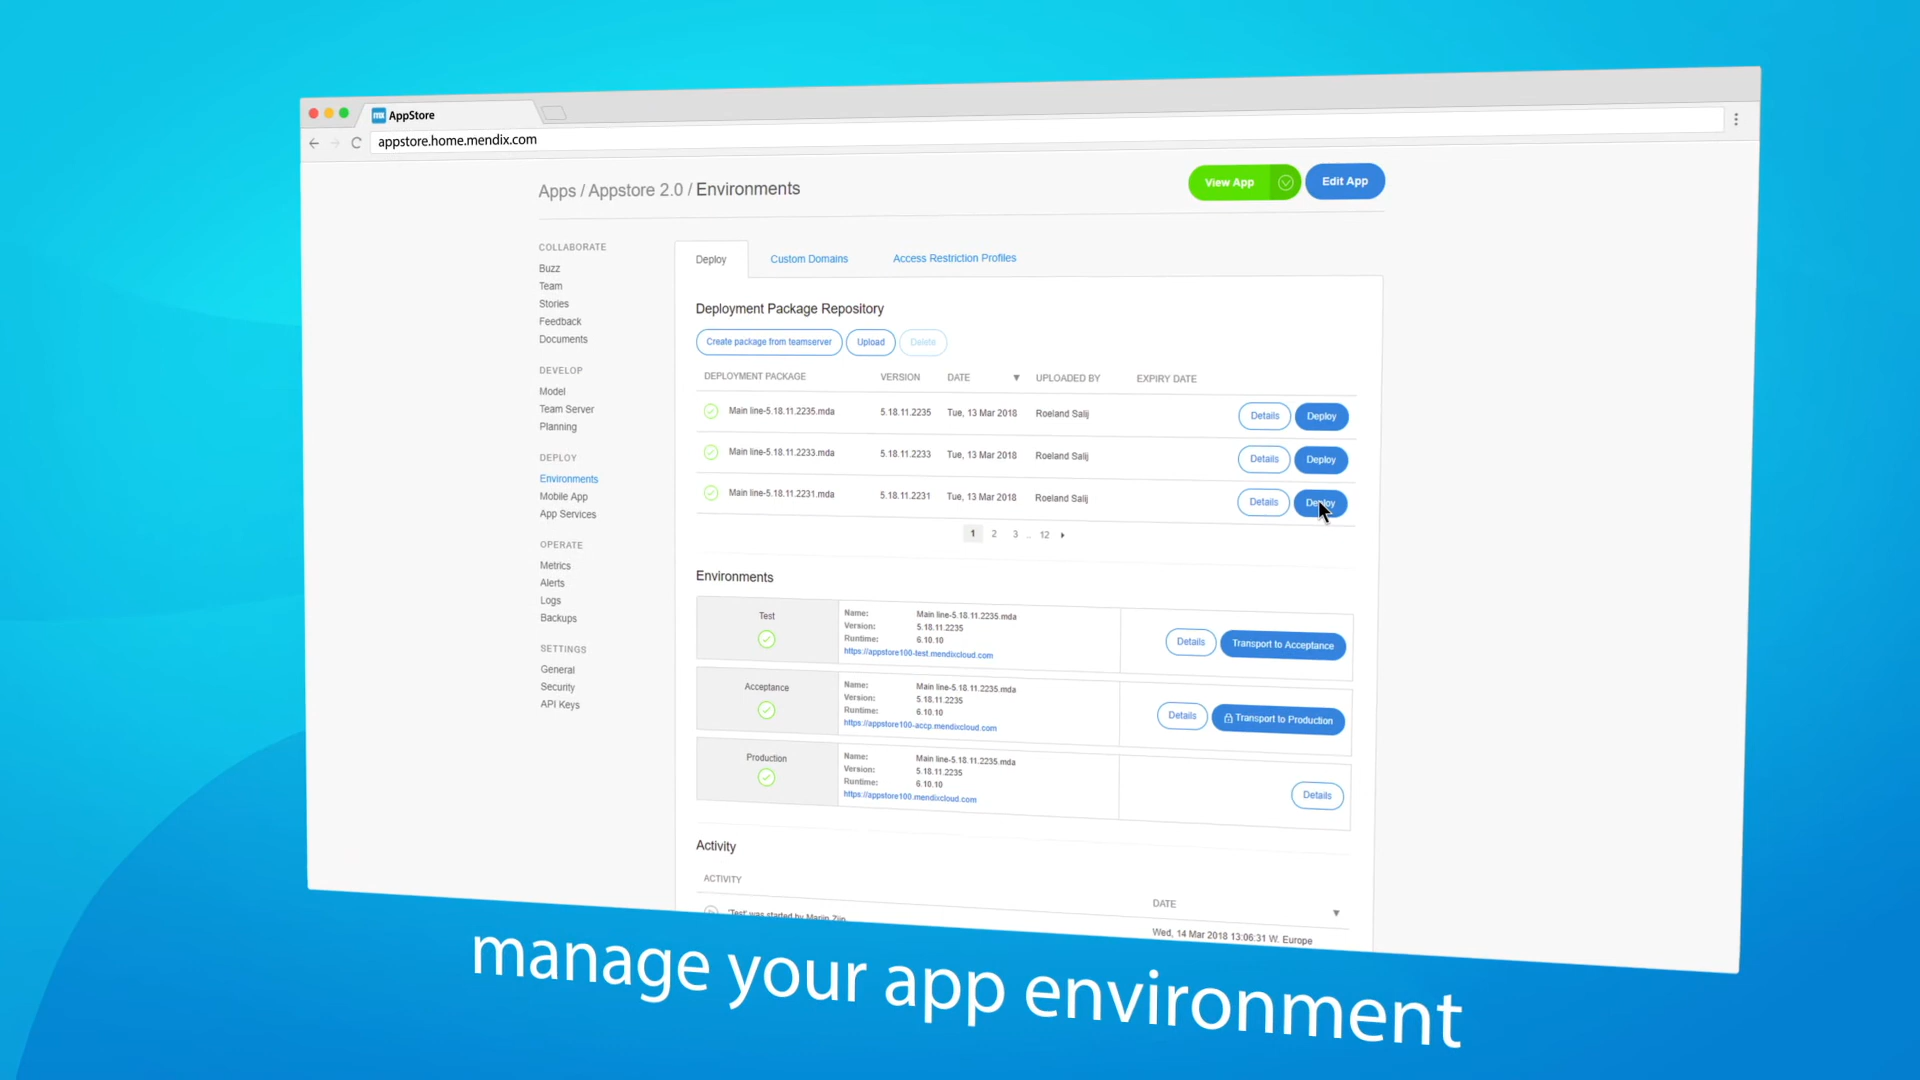 mx AppStore
appstore.home.mendix.com
Apps / Appstore 2.0 / Environments
View App
Edit App
COLLABORATE
Buzz
Team
Stories
Feedback
Documents
DEVELOP
Model
Team Server
Planning
DEPLOY
Environments
Mobile App
App Services
OPERATE
Metrics
Alerts
Logs
Backups
SETTINGS
General
Security
API Keys
Deploy Custom Domains Access Restriction Profiles
Deployment Package Repository
Create package from teamserver Upload Delete
DEPLOYMENT PACKAGE VERSION DATE UPLOADED BY EXPIRY DATE
Main line-5.18.11.2235.mda 5.18.11.2235 Tue, 13 Mar 2018 Roeland Salij Details Deploy
Main line-5.18.11.2233.mda 5.18.11.2233 Tue, 13 Mar 2018 Roeland Salij Details Deploy
Main line-5.18.11.2231.mda 5.18.11.2231 Tue, 13 Mar 2018 Roeland Salij Details Deploy
1 2 3 .. 12
Environments
Test
Name: Main line-5.18.11.2235.mda
Version: 5.18.11.2235
Runtime: 6.10.10
https://appstore100-test.mendixcloud.com
Details Transport to Acceptance
Acceptance
Name: Main line-5.18.11.2235.mda
Version: 5.18.11.2235
Runtime: 6.10.10
https://appstore100-accp.mendixcloud.com
Details Transport to Production
Production
Name: Main line-5.18.11.2235.mda
Version: 5.18.11.2235
Runtime: 6.10.10
https://appstore100.mendixcloud.com
Details
Activity
ACTIVITY DATE
'Test' was started by Marijn Zijp
Wed, 14 Mar 2018 13:06:31 W. Europe
manage your app environment